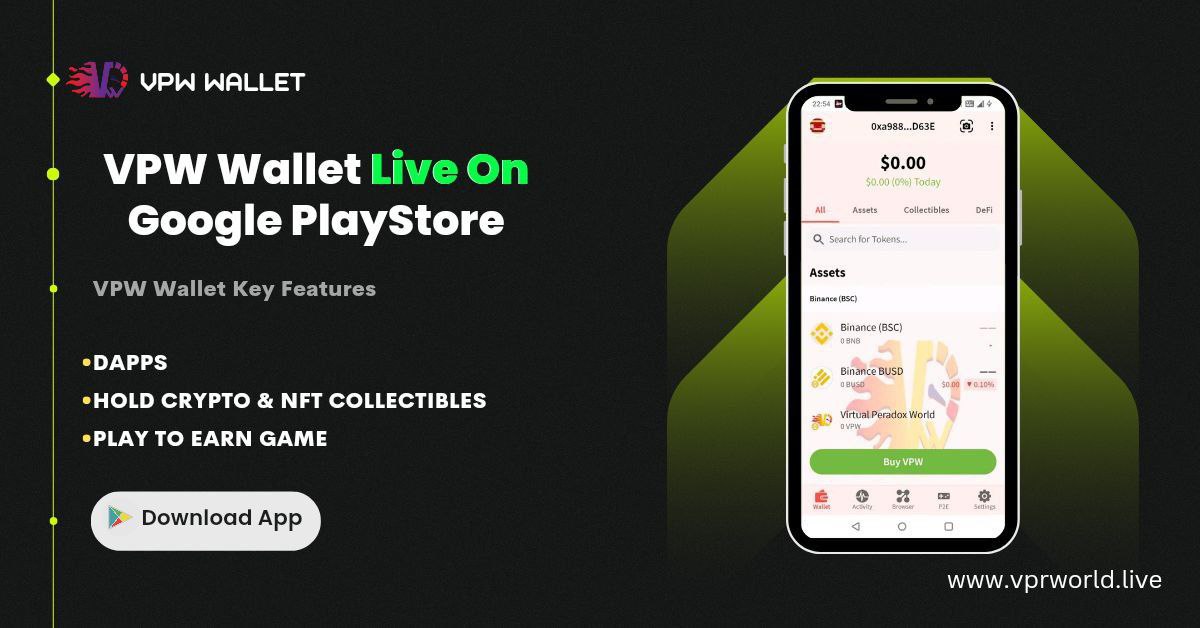 VPW WALLET
VPW Wallet Live On
Google PlayStore
VPW Wallet Key Features
•DAPPS
•HOLD CRYPTO & NFT COLLECTIBLES
•PLAY TO EARN GAME
Download App
22:54
0xa988...D63E
$0.00
$0.00 (0%) Today
All Assets Collectibles DeFi
Search for Tokens...
Assets
Binance (BSC)
Binance (BSC)
0 BNB
Binance BUSD
0 BUSD $0.00 ▼ 0.10%
Virtual Peradox World
0 VPW
Buy VPW
Wallet Activity Browser P2E Settings
www.vprworld.live